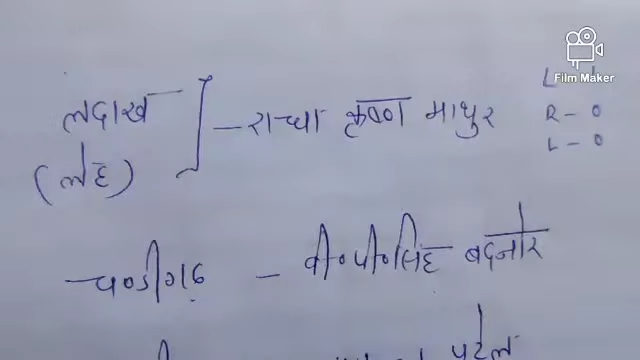 Film Maker
लद्दाख ] – राधा कृष्ण माथुर
(लेह)
L –
R – 0
L – 0
चण्डीगढ़ – वी०पी०सिंह बदनोर
पटेल